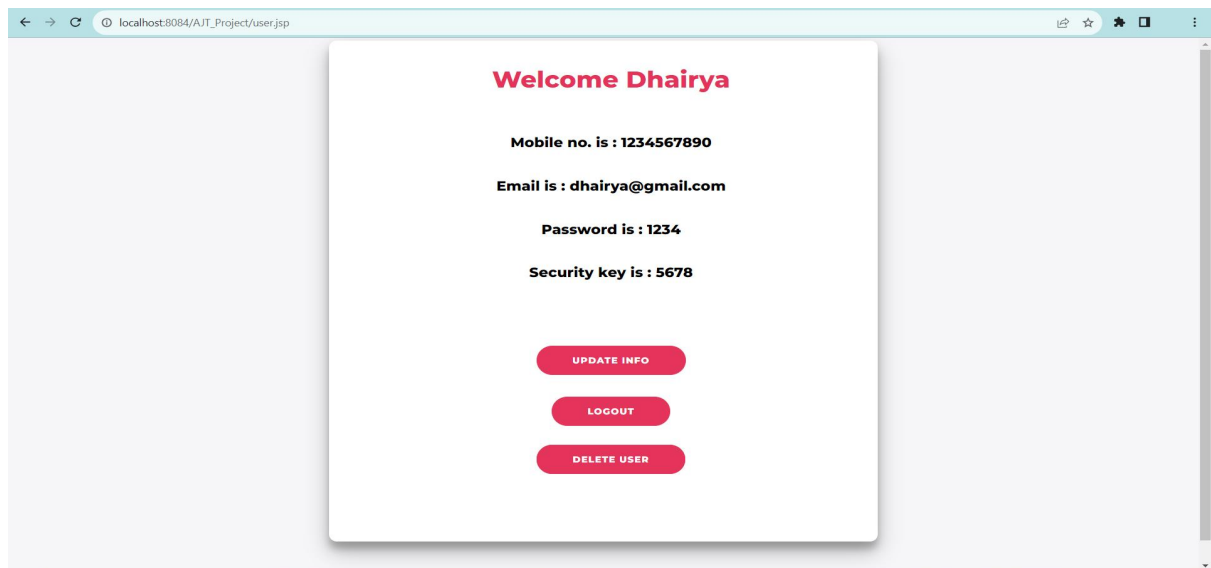 localhost:8084/AJT_Project/user.jsp
Welcome Dhairya
Mobile no. is : 1234567890
Email is : dhairya@gmail.com
Password is : 1234
Security key is : 5678
UPDATE INFO
LOGOUT
DELETE USER